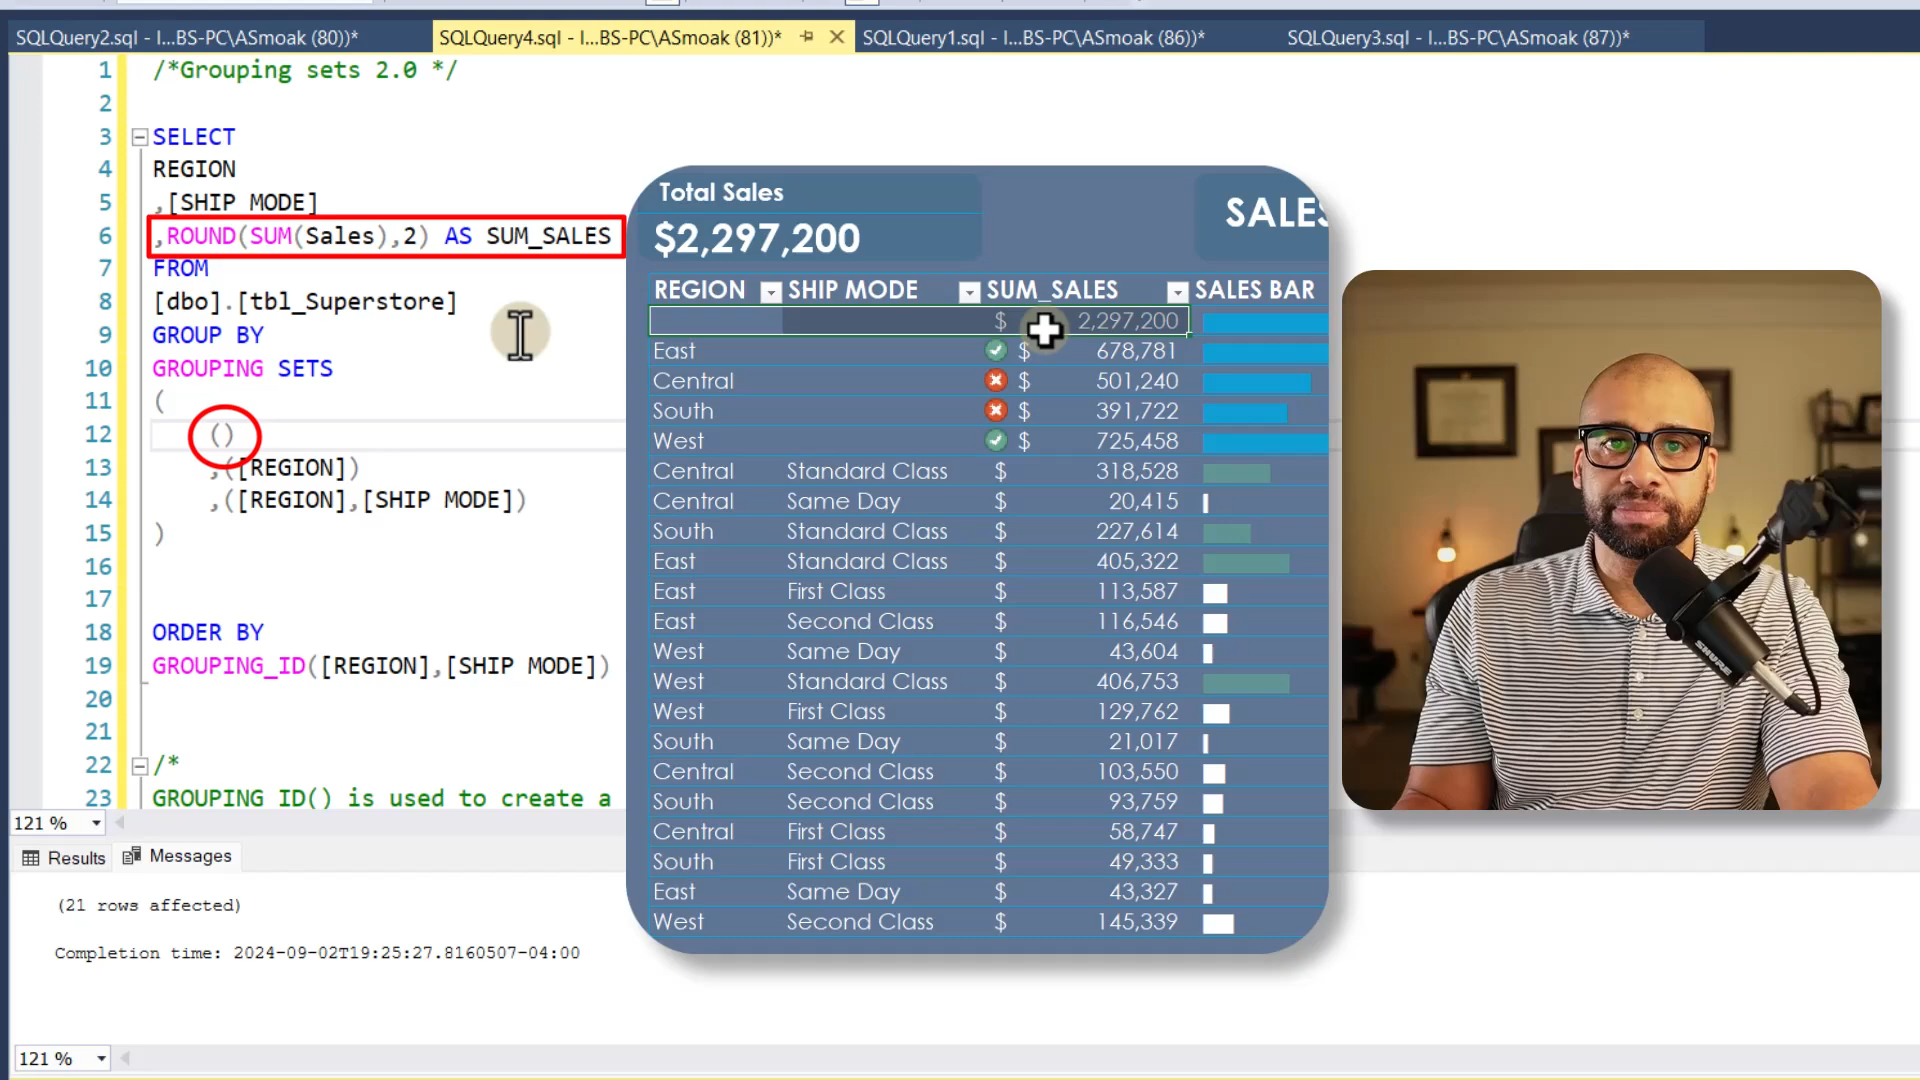 SQLQuery2.sql - I...BS-PC\ASmoak (80))*
SQLQuery4.sql - I...BS-PC\ASmoak (81))*
SQLQuery1.sql - I...BS-PC\ASmoak (86))*
SQLQuery3.sql - I...BS-PC\ASmoak (87))*
1 /*Grouping sets 2.0 */
2
3 SELECT
4 REGION
5 ,[SHIP MODE]
6 ,ROUND(SUM(Sales),2) AS SUM_SALES
7 FROM
8 [dbo].[tbl_Superstore]
9 GROUP BY
10 GROUPING SETS
11 (
12 ()
13 ,([REGION])
14 ,([REGION],[SHIP MODE])
15 )
16
17
18 ORDER BY
19 GROUPING_ID([REGION],[SHIP MODE])
20
21
22 /*
23 GROUPING ID() is used to create a
121 %
Results Messages
(21 rows affected)
Completion time: 2024-09-02T19:25:27.8160507-04:00
121 %
Total Sales
$2,297,200
SALES
REGION SHIP MODE SUM_SALES SALES BAR
$ 2,297,200
East $ 678,781
Central $ 501,240
South $ 391,722
West $ 725,458
Central Standard Class $ 318,528
Central Same Day $ 20,415
South Standard Class $ 227,614
East Standard Class $ 405,322
East First Class $ 113,587
East Second Class $ 116,546
West Same Day $ 43,604
West Standard Class $ 406,753
West First Class $ 129,762
South Same Day $ 21,017
Central Second Class $ 103,550
South Second Class $ 93,759
Central First Class $ 58,747
South First Class $ 49,333
East Same Day $ 43,327
West Second Class $ 145,339
SHURE